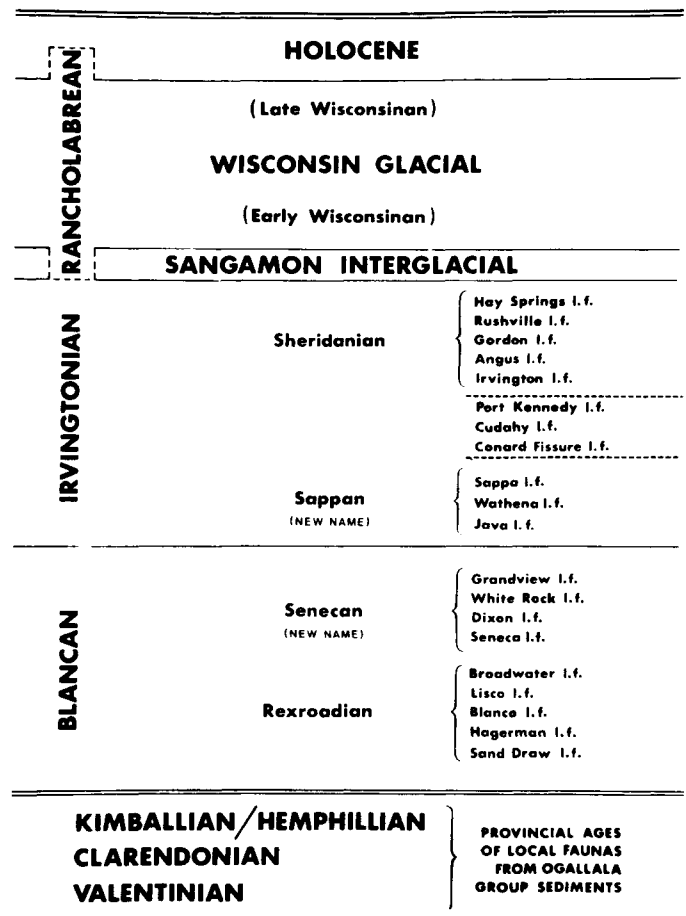 HOLOCENE
RANCHOLABREAN
(Late Wisconsinan)
WISCONSIN GLACIAL
(Early Wisconsinan)
SANGAMON INTERGLACIAL
IRVINGTONIAN
Sheridanian
Hay Springs l.f.
Rushville l.f.
Gordon l.f.
Angus l.f.
Irvington l.f.
Port Kennedy l.f.
Cudahy l.f.
Conard Fissure l.f.
Sappan
(NEW NAME)
Sappa l.f.
Wathena l.f.
Java l.f.
BLANCAN
Senecan
(NEW NAME)
Grandview l.f.
White Rock l.f.
Dixon l.f.
Seneca l.f.
Rexroadian
Broadwater l.f.
Lisco l.f.
Blanco l.f.
Hagerman l.f.
Sand Draw l.f.
KIMBALLIAN/HEMPHILLIAN
CLARENDONIAN
VALENTINIAN
PROVINCIAL AGES
OF LOCAL FAUNAS
FROM OGALLALA
GROUP SEDIMENTS